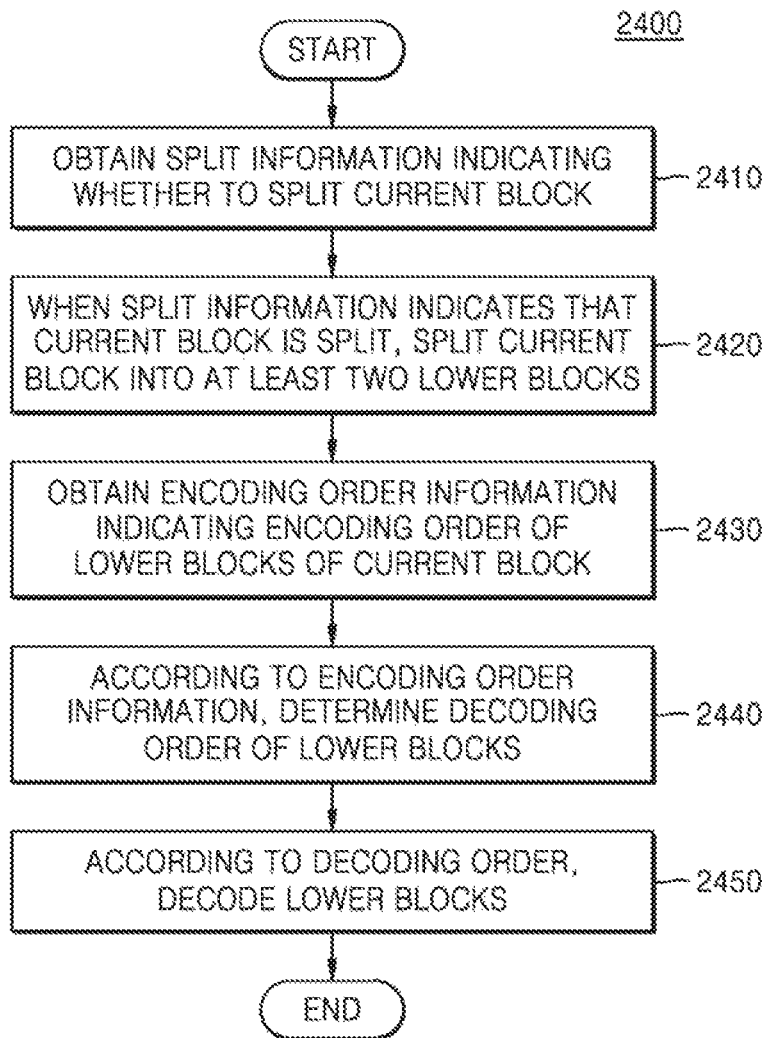 2400
START
OBTAIN SPLIT INFORMATION INDICATING
WHETHER TO SPLIT CURRENT BLOCK
2410
WHEN SPLIT INFORMATION INDICATES THAT
CURRENT BLOCK IS SPLIT, SPLIT CURRENT
BLOCK INTO AT LEAST TWO LOWER BLOCKS
2420
OBTAIN ENCODING ORDER INFORMATION
INDICATING ENCODING ORDER OF
LOWER BLOCKS OF CURRENT BLOCK
2430
ACCORDING TO ENCODING ORDER
INFORMATION, DETERMINE DECODING
ORDER OF LOWER BLOCKS
2440
ACCORDING TO DECODING ORDER,
DECODE LOWER BLOCKS
2450
END